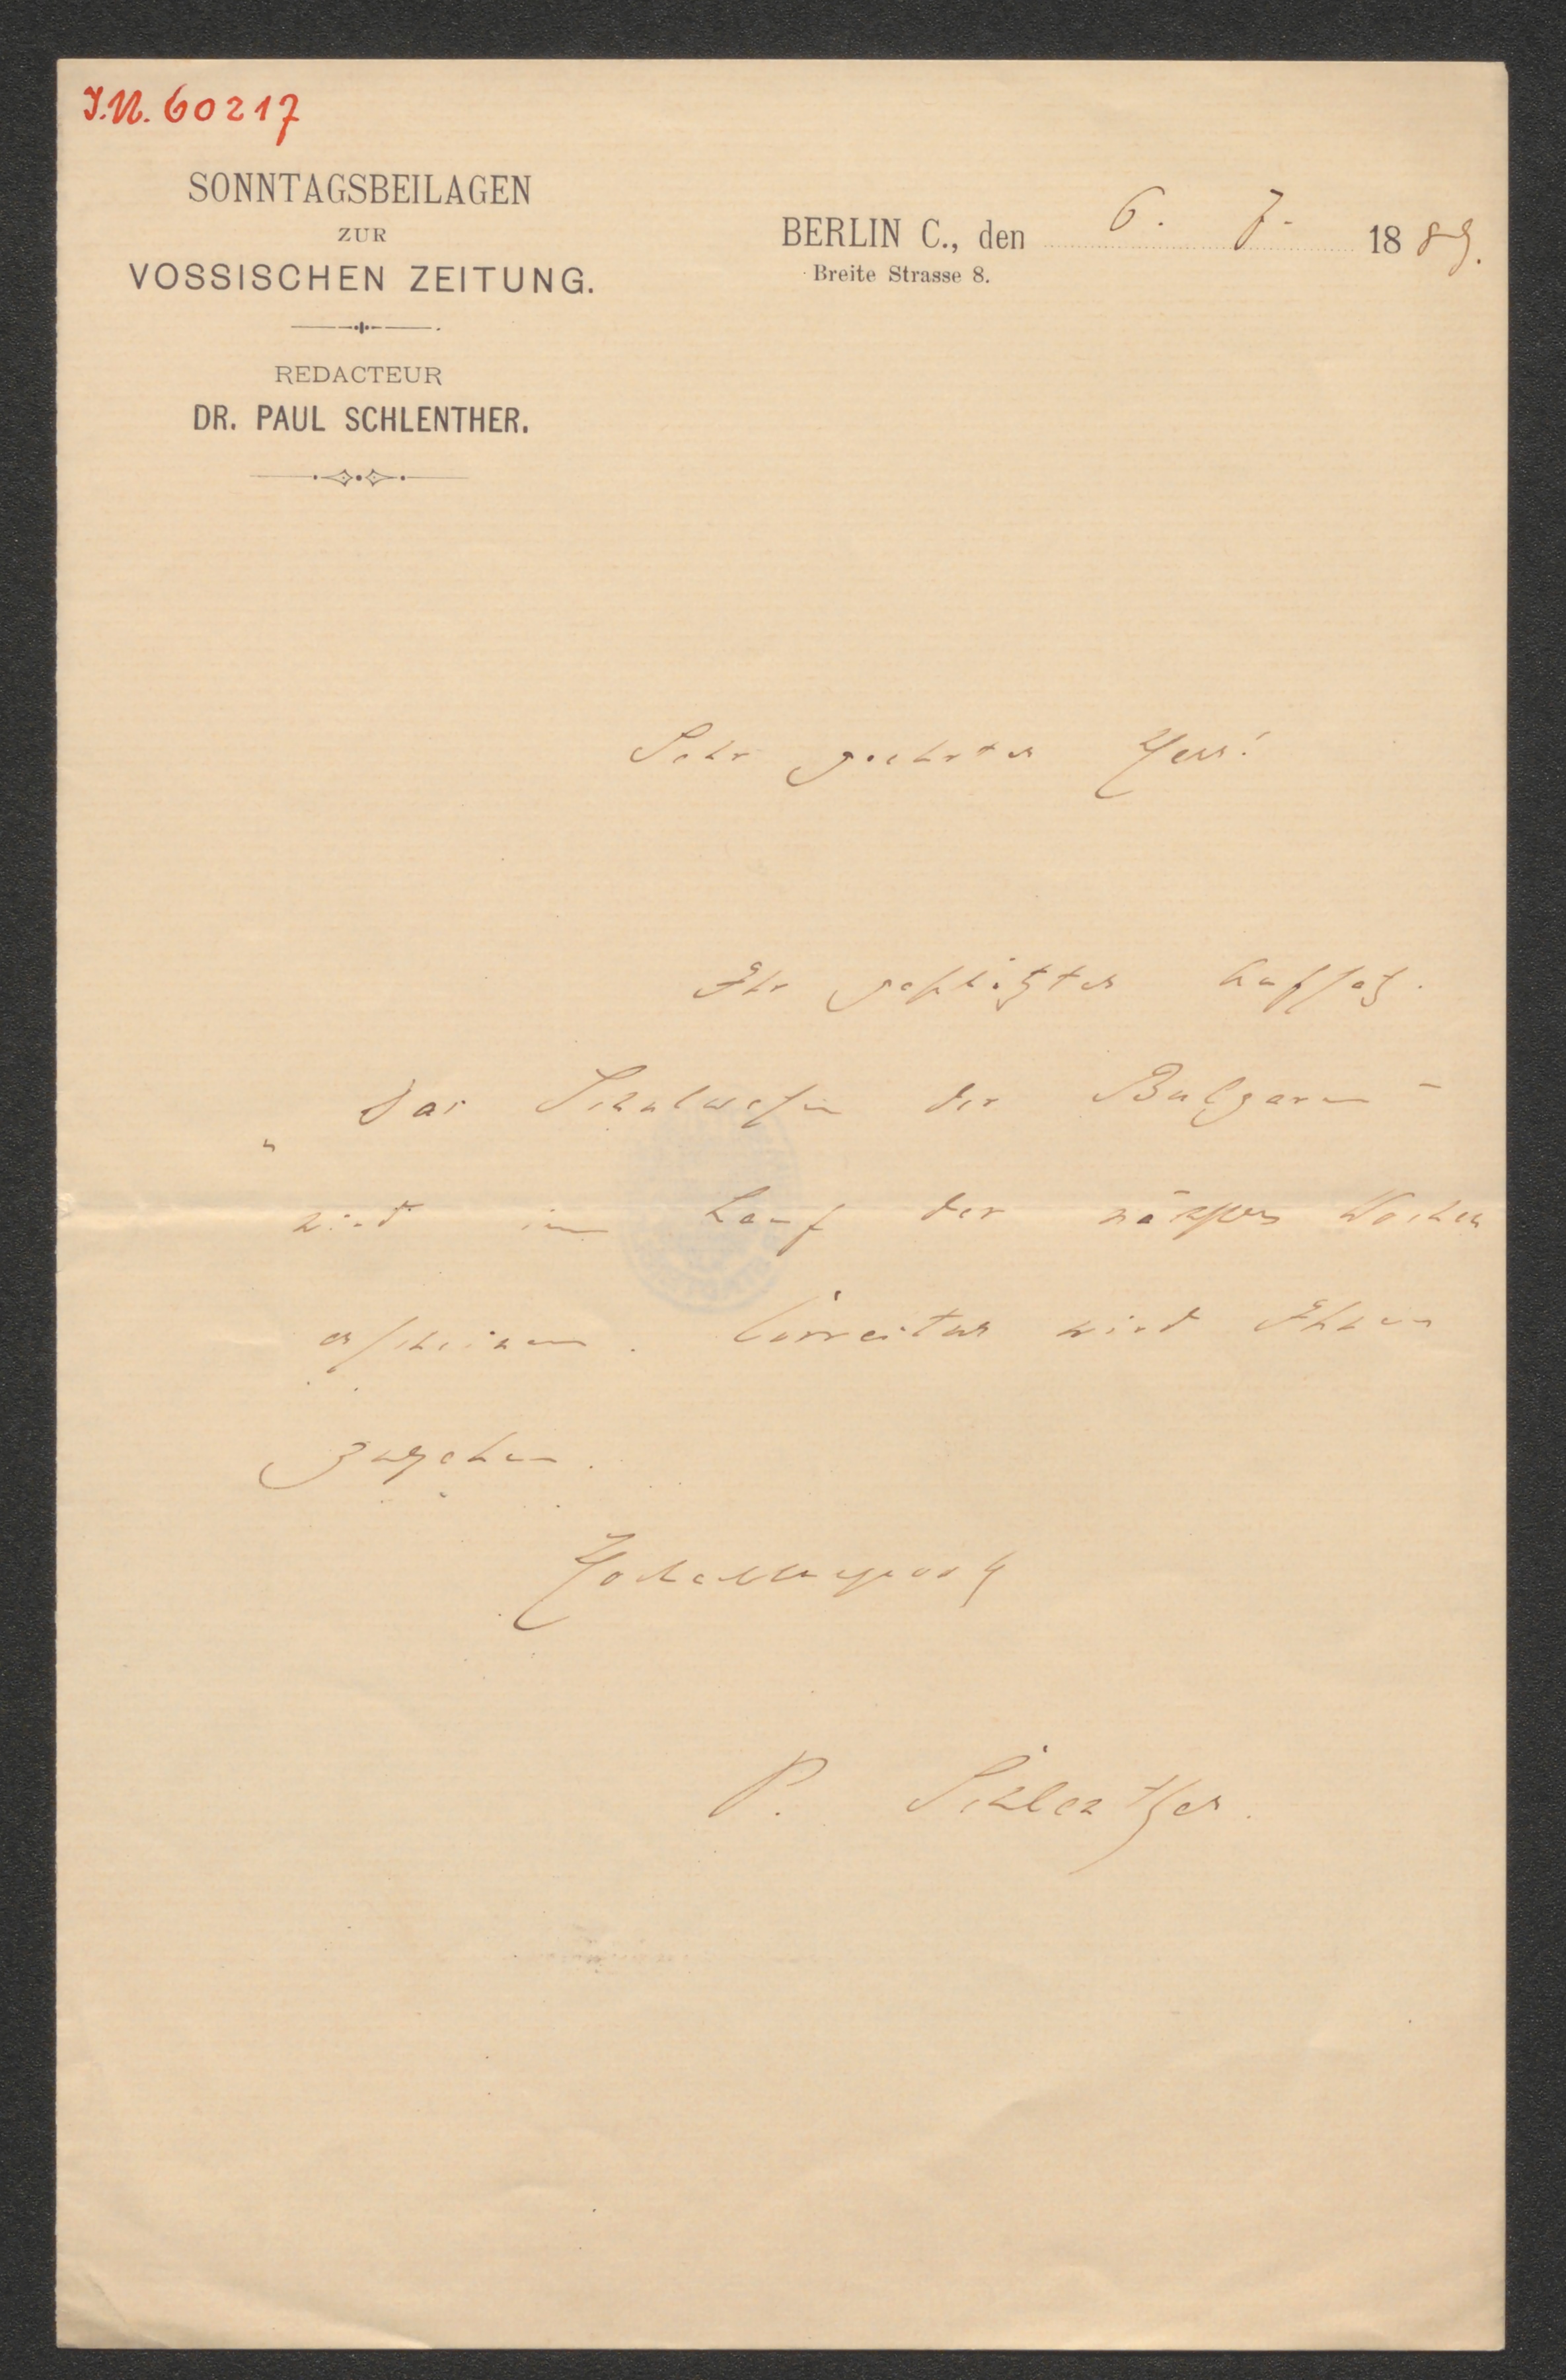 J.N. 60217
SONNTAGSBEILAGEN
ZUR
VOSSISCHEN ZEITUNG.
REDACTEUR
DR. PAUL SCHLENTHER.
BERLIN C., den 6. 7. 1889.
Breite Strasse 8.
Sehr geehrter Herr!
Ihr geschätzter Aufsatz
„Das Schulwesen der Bulgaren“
wird im Lauf der nächsten Wochen
erscheinen. Correctur wird Ihnen
zugehen.
Hochachtungsvoll
P. Schlenther.